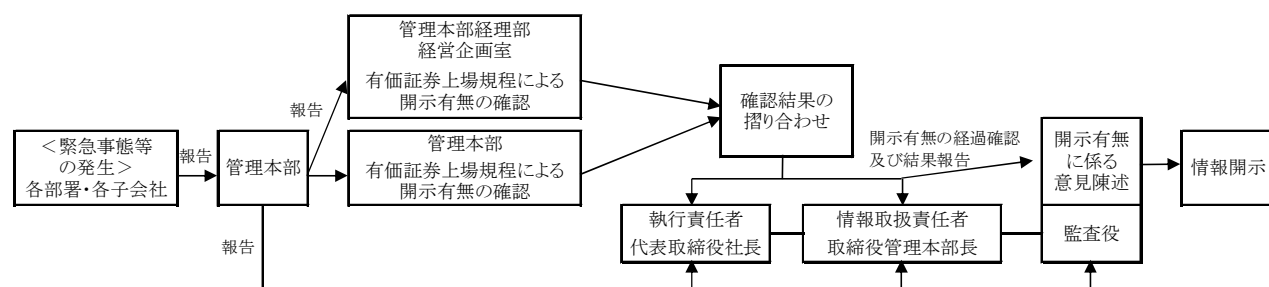 ＜緊急事態等
の発生＞
各部署・各子会社
報告
管理本部
報告
報告
管理本部経理部
経営企画室
有価証券上場規程による
開示有無の確認
管理本部
有価証券上場規程による
開示有無の確認
確認結果の
摺り合わせ
開示有無の経過確認
及び結果報告
執行責任者
代表取締役社長
情報取扱責任者
取締役管理本部長
開示有無
に係る
意見陳述
監査役
情報開示